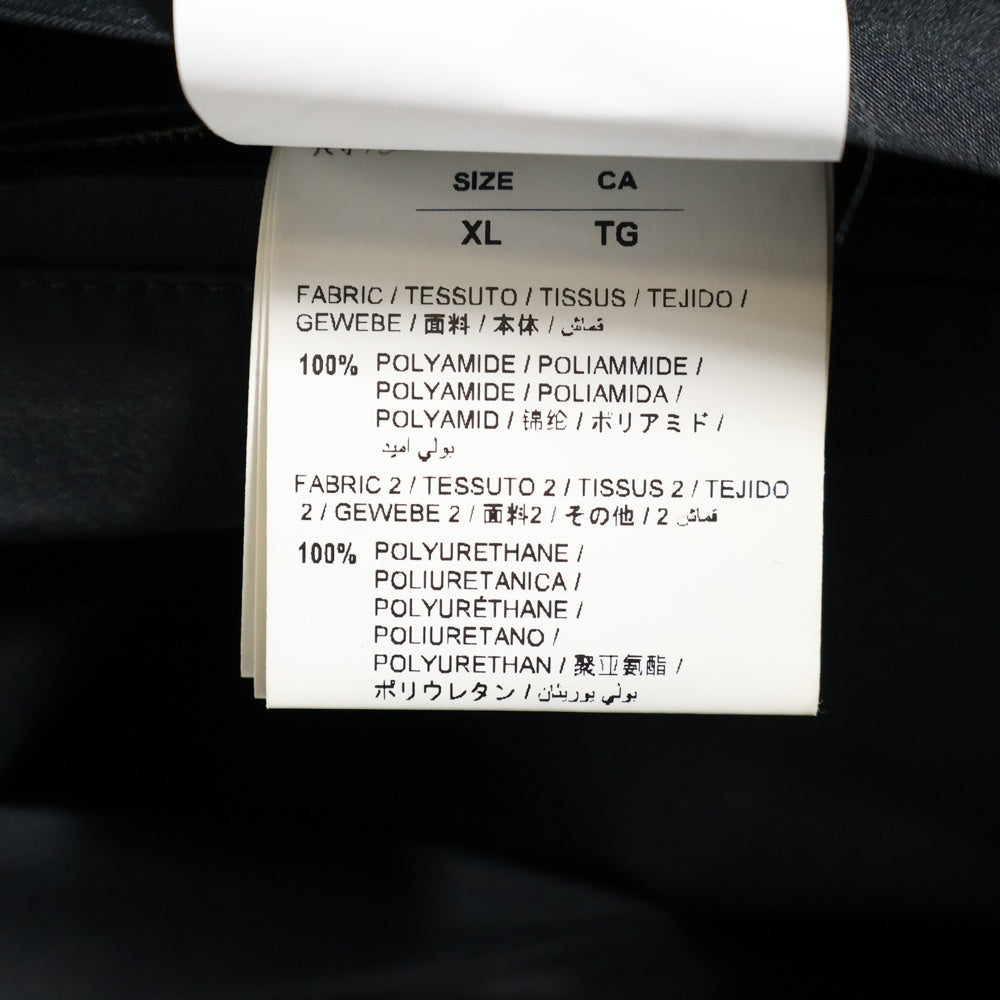 SIZE CA
XL TG
FABRIC / TESSUTO / TISSUS / TEJIDO /
GEWEBE / 面料 / 本体 / قماش
100% POLYAMIDE / POLIAMMIDE /
POLYAMIDE / POLIAMIDA /
POLYAMID / 锦纶 / ポリアミド /
بولي اميد
FABRIC 2 / TESSUTO 2 / TISSUS 2 / TEJIDO
2 / GEWEBE 2 / 面料2 / その他 / 2 قماش
100% POLYURETHANE /
POLIURETANICA /
POLYURÉTHANE /
POLIURETANO /
POLYURETHAN / 聚亚氨酯 /
ポリウレタン / بولي يوريثان